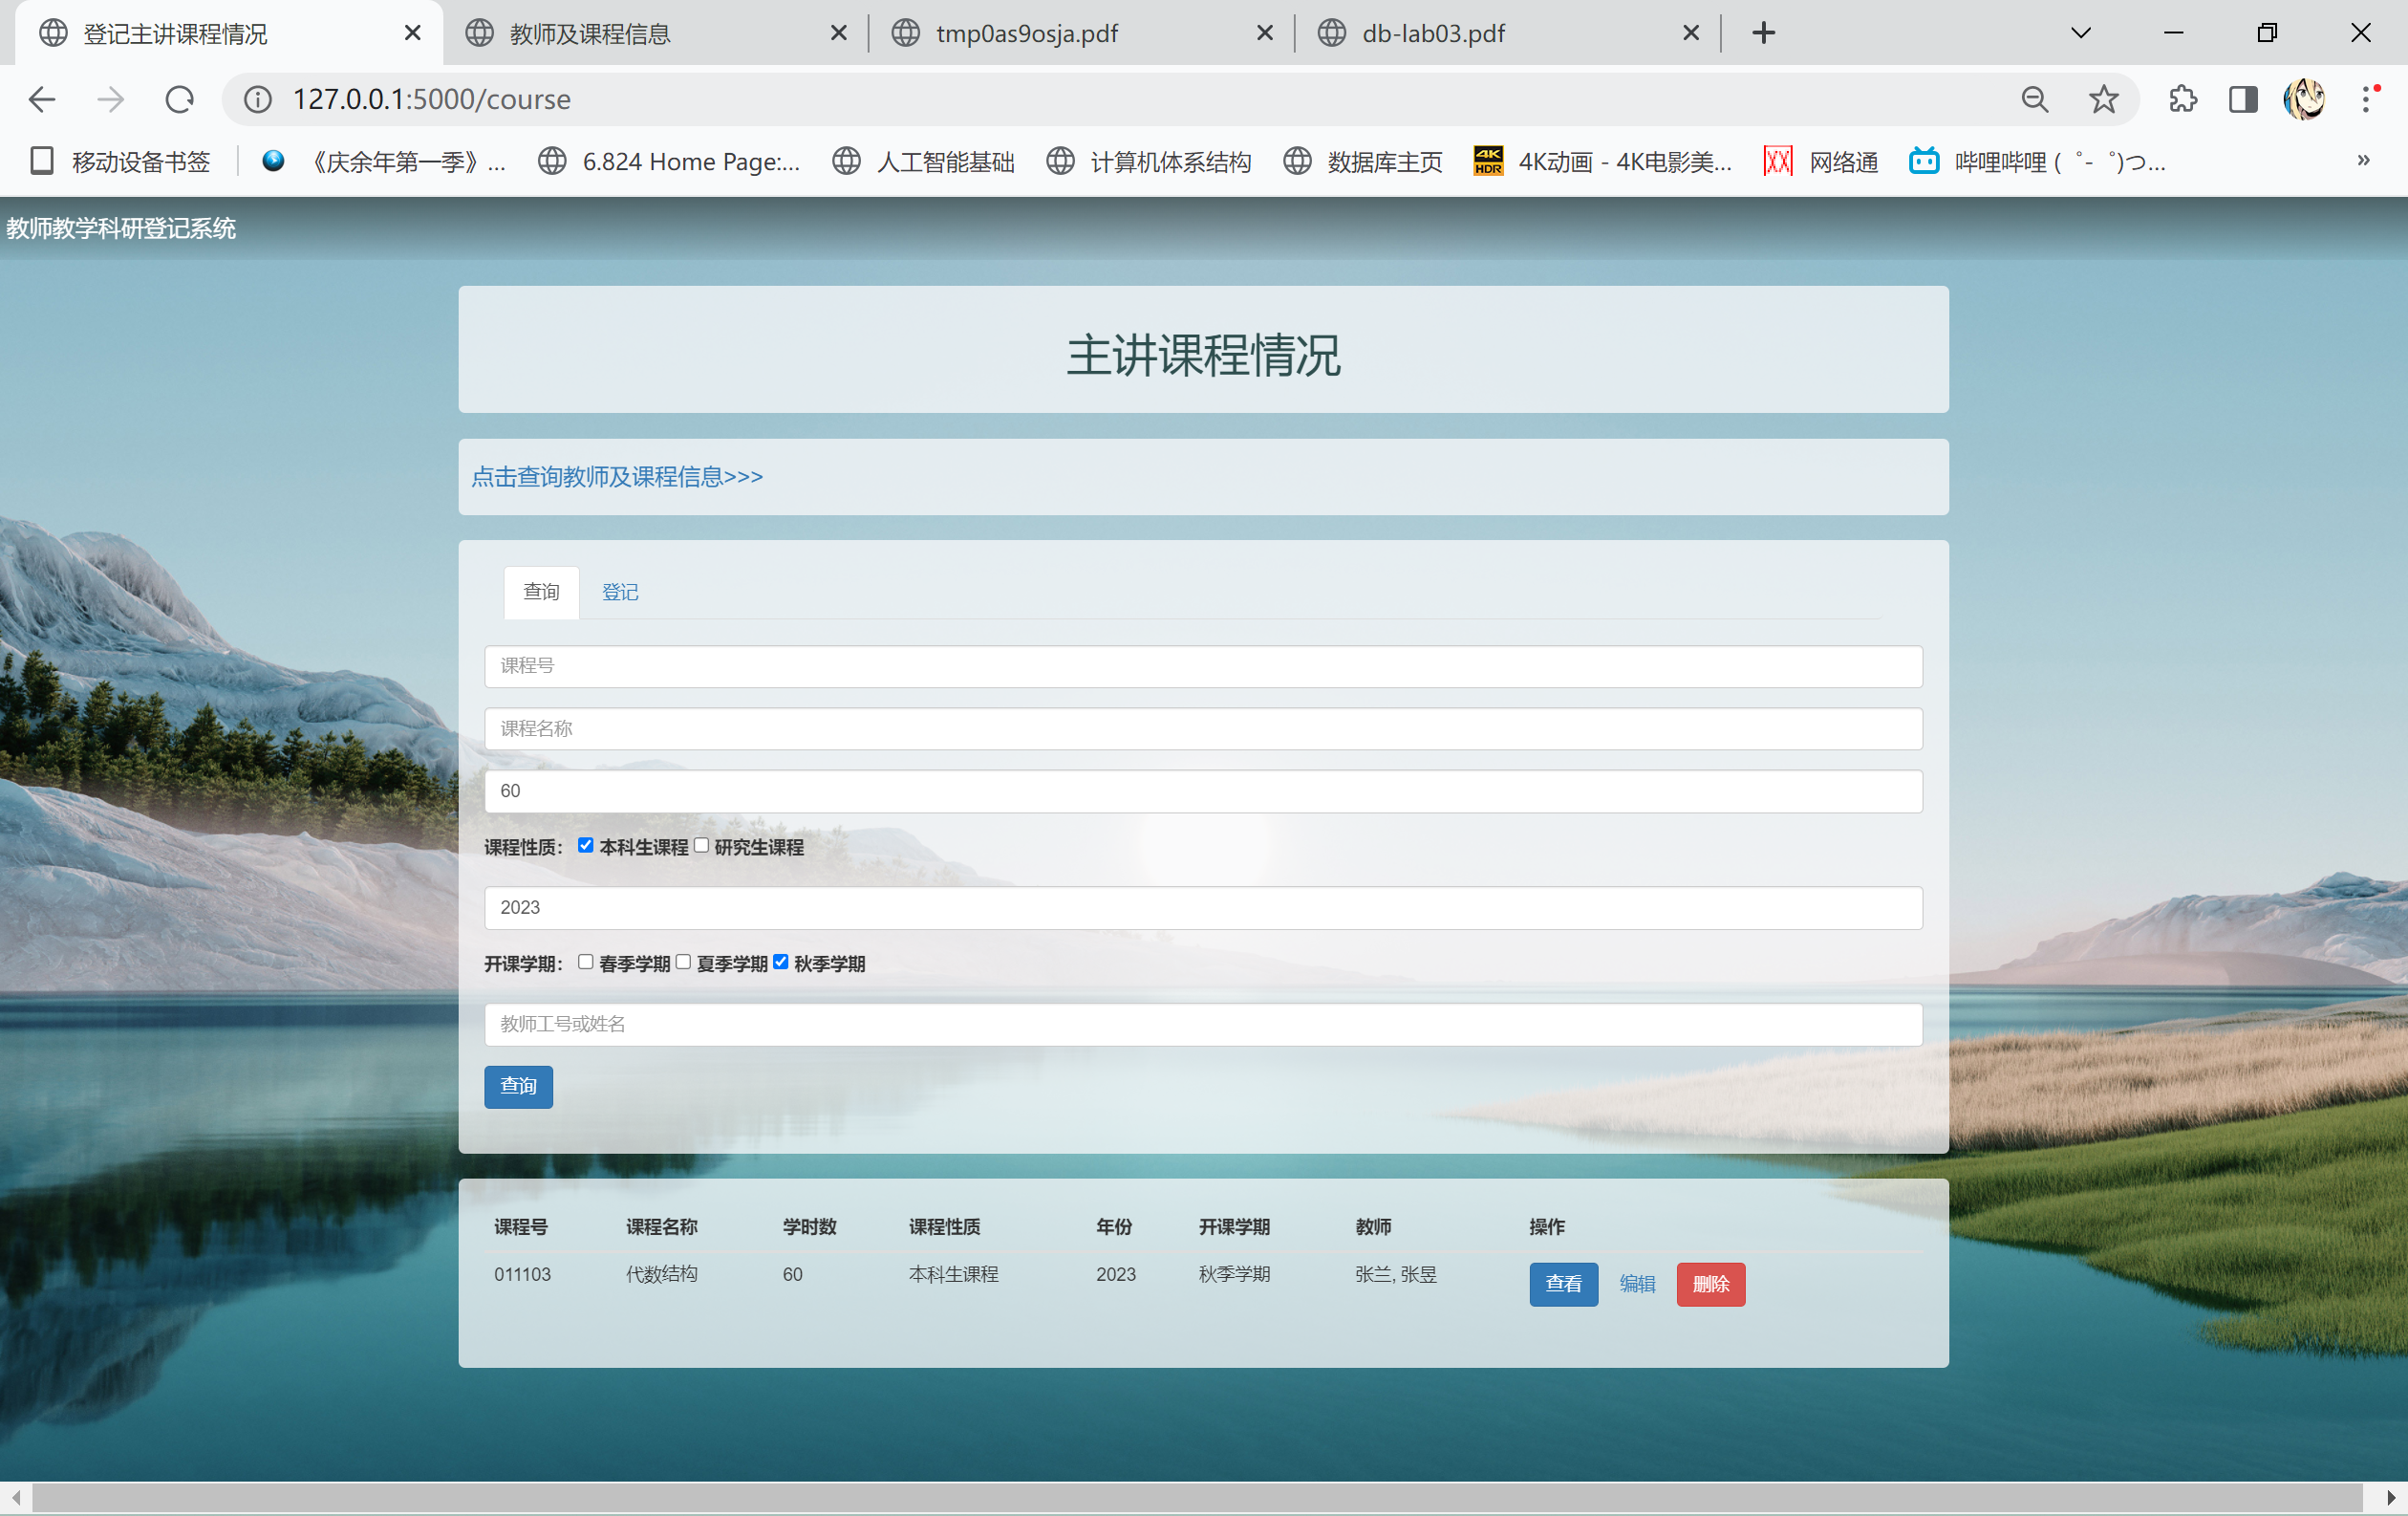 登记主讲课程情况 教师及课程信息 tmp0as9osja.pdf db-lab03.pdf
127.0.0.1:5000/course
移动设备书签 《庆余年第一季》... 6.824 Home Page:... 人工智能基础 计算机体系结构 数据库主页 4K HDR 4K动画 - 4K电影美... 网络通 哔哩哔哩 ( ゜- ゜)つ... »
教师教学科研登记系统
主讲课程情况
点击查询教师及课程信息>>>
查询 登记
课程号
课程名称
60
课程性质： 本科生课程 研究生课程
2023
开课学期： 春季学期 夏季学期 秋季学期
教师工号或姓名
查询
课程号 课程名称 学时数 课程性质 年份 开课学期 教师 操作
011103 代数结构 60 本科生课程 2023 秋季学期 张兰, 张昱 查看 编辑 删除